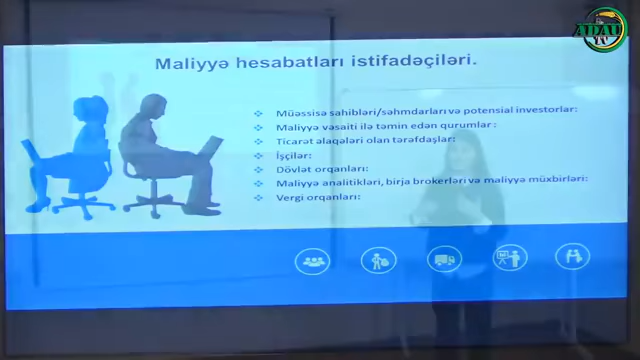 ADAU
TV
Maliyyə hesabatları istifadəçiləri.
Müəssisə sahibləri/səhmdarları və potensial investorlar:
Maliyyə vəsaiti ilə təmin edən qurumlar:
Ticarət əlaqələri olan tərəfdaşlar:
İşçilər:
Dövlət orqanları:
Maliyyə analitikləri, birja brokerləri və maliyyə müxbirləri:
Vergi orqanları: